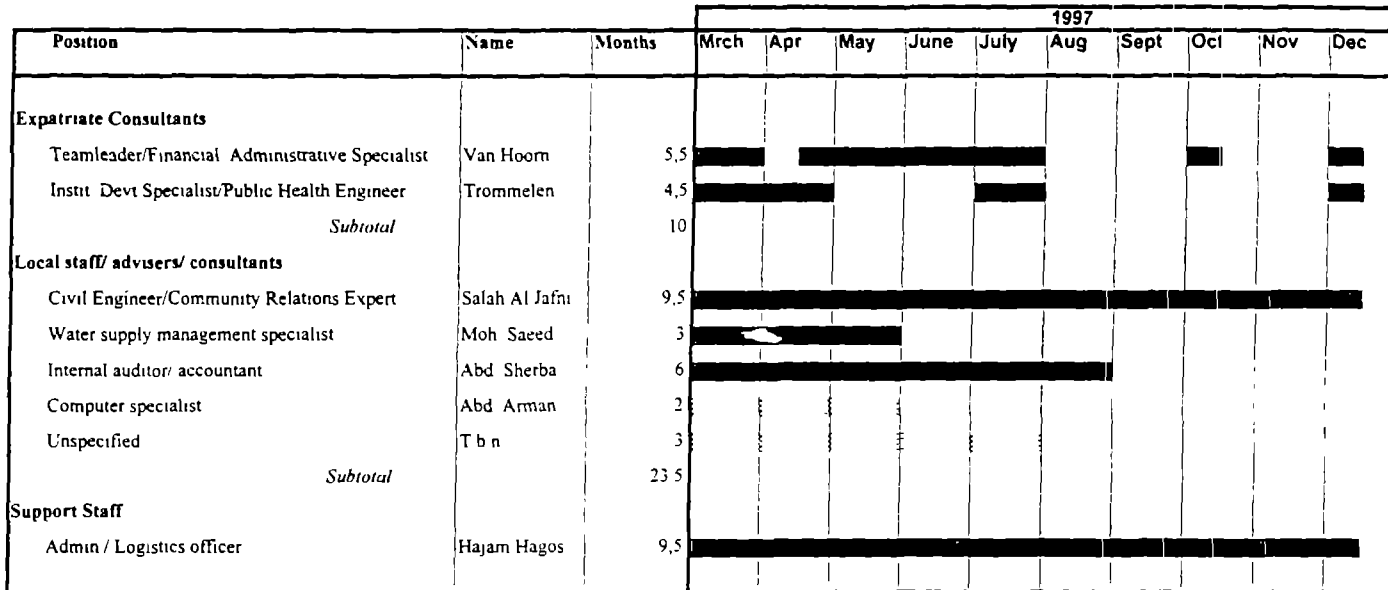 1997
Position Name Months Mrch Apr May June July Aug Sept Oct Nov Dec
Expatriate Consultants
Teamleader/Financial Administrative Specialist Van Hoorn 5,5
Instit Devt Specialist/Public Health Engineer Trommelen 4,5
Subtotal 10
Local staff/ advisers/ consultants
Civil Engineer/Community Relations Expert Salah Al Jafni 9,5
Water supply management specialist Moh Saeed 3
Internal auditor/ accountant Abd Sherba 6
Computer specialist Abd Arman 2
Unspecified T b n 3
Subtotal 23 5
Support Staff
Admin / Logistics officer Hajam Hagos 9,5